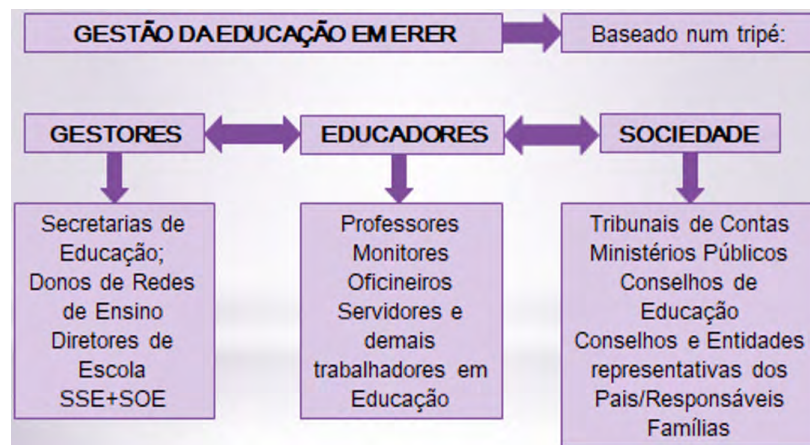 GESTÃO DA EDUCAÇÃO EM ERER
Baseado num tripé:
GESTORES
EDUCADORES
SOCIEDADE
Secretarias de
Educação;
Donos de Redes
de Ensino
Diretores de
Escola
SSE+SOE
Professores
Monitores
Oficineiros
Servidores e
demais
trabalhadores em
Educação
Tribunais de Contas
Ministérios Públicos
Conselhos de
Educação
Conselhos e Entidades
representativas dos
Pais/Responsáveis
Famílias